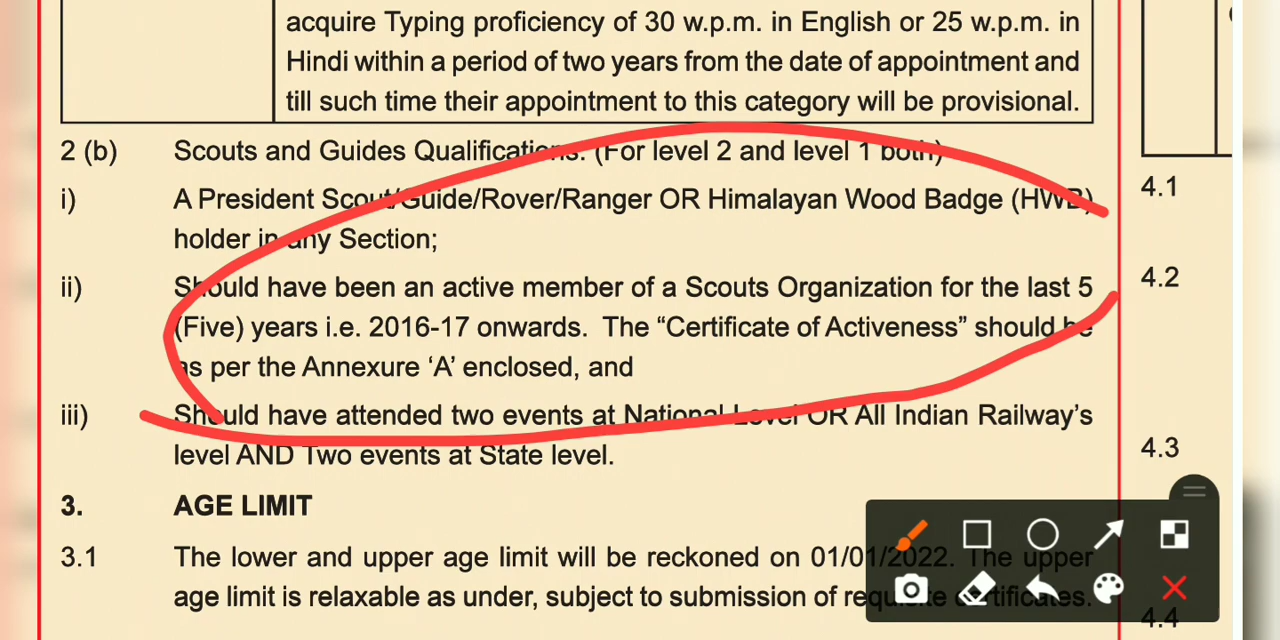 acquire Typing proficiency of 30 w.p.m. in English or 25 w.p.m. in
Hindi within a period of two years from the date of appointment and
till such time their appointment to this category will be provisional.
2 (b) Scouts and Guides Qualifications. (For level 2 and level 1 both)
i) A President Scout/Guide/Rover/Ranger OR Himalayan Wood Badge (HWB)
holder in any Section;
ii) Should have been an active member of a Scouts Organization for the last 5
(Five) years i.e. 2016-17 onwards. The “Certificate of Activeness” should be
as per the Annexure ‘A’ enclosed, and
iii) Should have attended two events at National Level OR All Indian Railway’s
level AND Two events at State level.
3. AGE LIMIT
3.1 The lower and upper age limit will be reckoned on 01/01/2022. The upper
age limit is relaxable as under, subject to submission of requisite certificates.
4.1
4.2
4.3
4.4